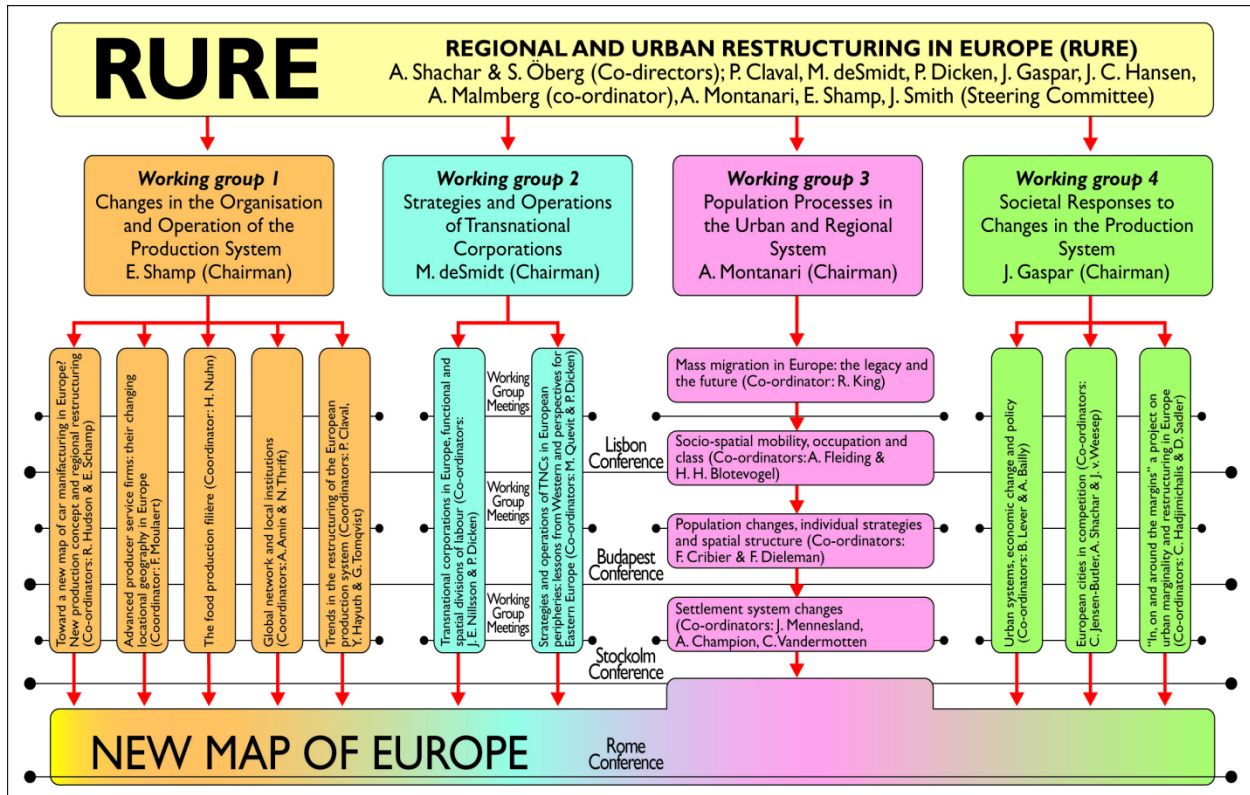 RURE
REGIONAL AND URBAN RESTRUCTURING IN EUROPE (RURE)
A. Shachar & S. Öberg (Co-directors); P. Claval, M. deSmidt, P. Dicken, J. Gaspar, J. C. Hansen,
A. Malmberg (co-ordinator), A. Montanari, E. Shamp, J. Smith (Steering Committee)
Working group 1
Changes in the Organisation
and Operation of the
Production System
E. Shamp (Chairman)
Working group 2
Strategies and Operations
of Transnational
Corporations
M. deSmidt (Chairman)
Working group 3
Population Processes in
the Urban and Regional
System
A. Montanari (Chairman)
Working group 4
Societal Responses to
Changes in the Production
System
J. Gaspar (Chairman)
Toward a new map of car manifacturing in Europe?
New production concept and regional restructuring
(Co-ordinators: R. Hudson & E. Schamp)
Advanced producer service firms: their changing
locational geography in Europe
(Coordinator: F. Moulaert)
The food production filière (Coordinator: H. Nuhn)
Global network and local institutions
(Coordinators: A. Amin & N. Thrift)
Trends in the restructuring of the European
production system (Coordinators: P. Claval,
Y. Hayuth & G. Tomqvist)
Transnational corporations in Europe, functional and
spatial divisions of labour (Co-ordinators:
J. E. Nillsson & P. Dicken)
Working
Group
Meetings
Working
Group
Meetings
Working
Group
Meetings
Strategies and operations of TNCs in European
peripheries: lessons from Western and perspectives for
Eastern Europe (Co-ordinators: M. Quevit & P. Dicken)
Lisbon
Conference
Budapest
Conference
Stockolm
Conference
Mass migration in Europe: the legacy and
the future (Co-ordinator: R. King)
Socio-spatial mobility, occupation and
class (Co-ordinators: A. Fleiding &
H. H. Blotevogel)
Population changes, individual strategies
and spatial structure (Co-ordinators:
F. Cribier & F. Dieleman)
Settlement system changes
(Co-ordinators: J. Mennesland,
A. Champion, C. Vandermotten
Urban systems, economic change and policy
(Co-ordinators: B. Lever & A. Bailly)
European cities in competition (Co-ordinators:
C. Jensen-Butler, A. Shachar & J. v. Weesep)
“In, on and around the margins” a project on
urban marginality and restructuring in Europe
(Co-ordinators: C. Hadjimichalis & D. Sadler)
NEW MAP OF EUROPE
Rome
Conference